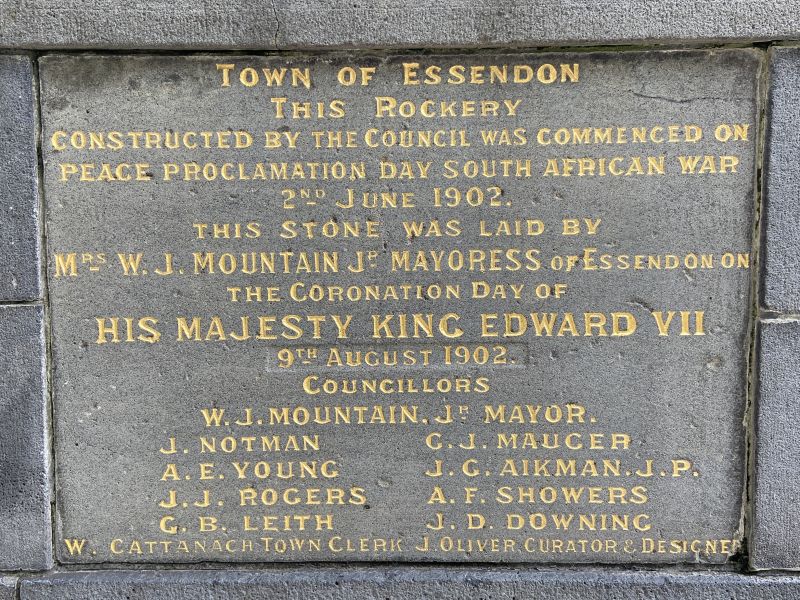 TOWN OF ESSENDON
THIS ROCKERY
CONSTRUCTED BY THE COUNCIL WAS COMMENCED ON
PEACE PROCLAMATION DAY SOUTH AFRICAN WAR
2ND JUNE 1902.
THIS STONE WAS LAID BY
MRS W. J. MOUNTAIN JR MAYORESS OF ESSENDON ON
THE CORONATION DAY OF
HIS MAJESTY KING EDWARD VII
9TH AUGUST 1902.
COUNCILLORS
W. J. MOUNTAIN. JR MAYOR.
J. NOTMAN C. J. MAUGER
A. E. YOUNG J. G. AIKMAN. J. P.
J. J. ROGERS A. F. SHOWERS
G. B. LEITH J. D. DOWNING
W. CATTANACH TOWN CLERK J. OLIVER. CURATOR & DESIGNER